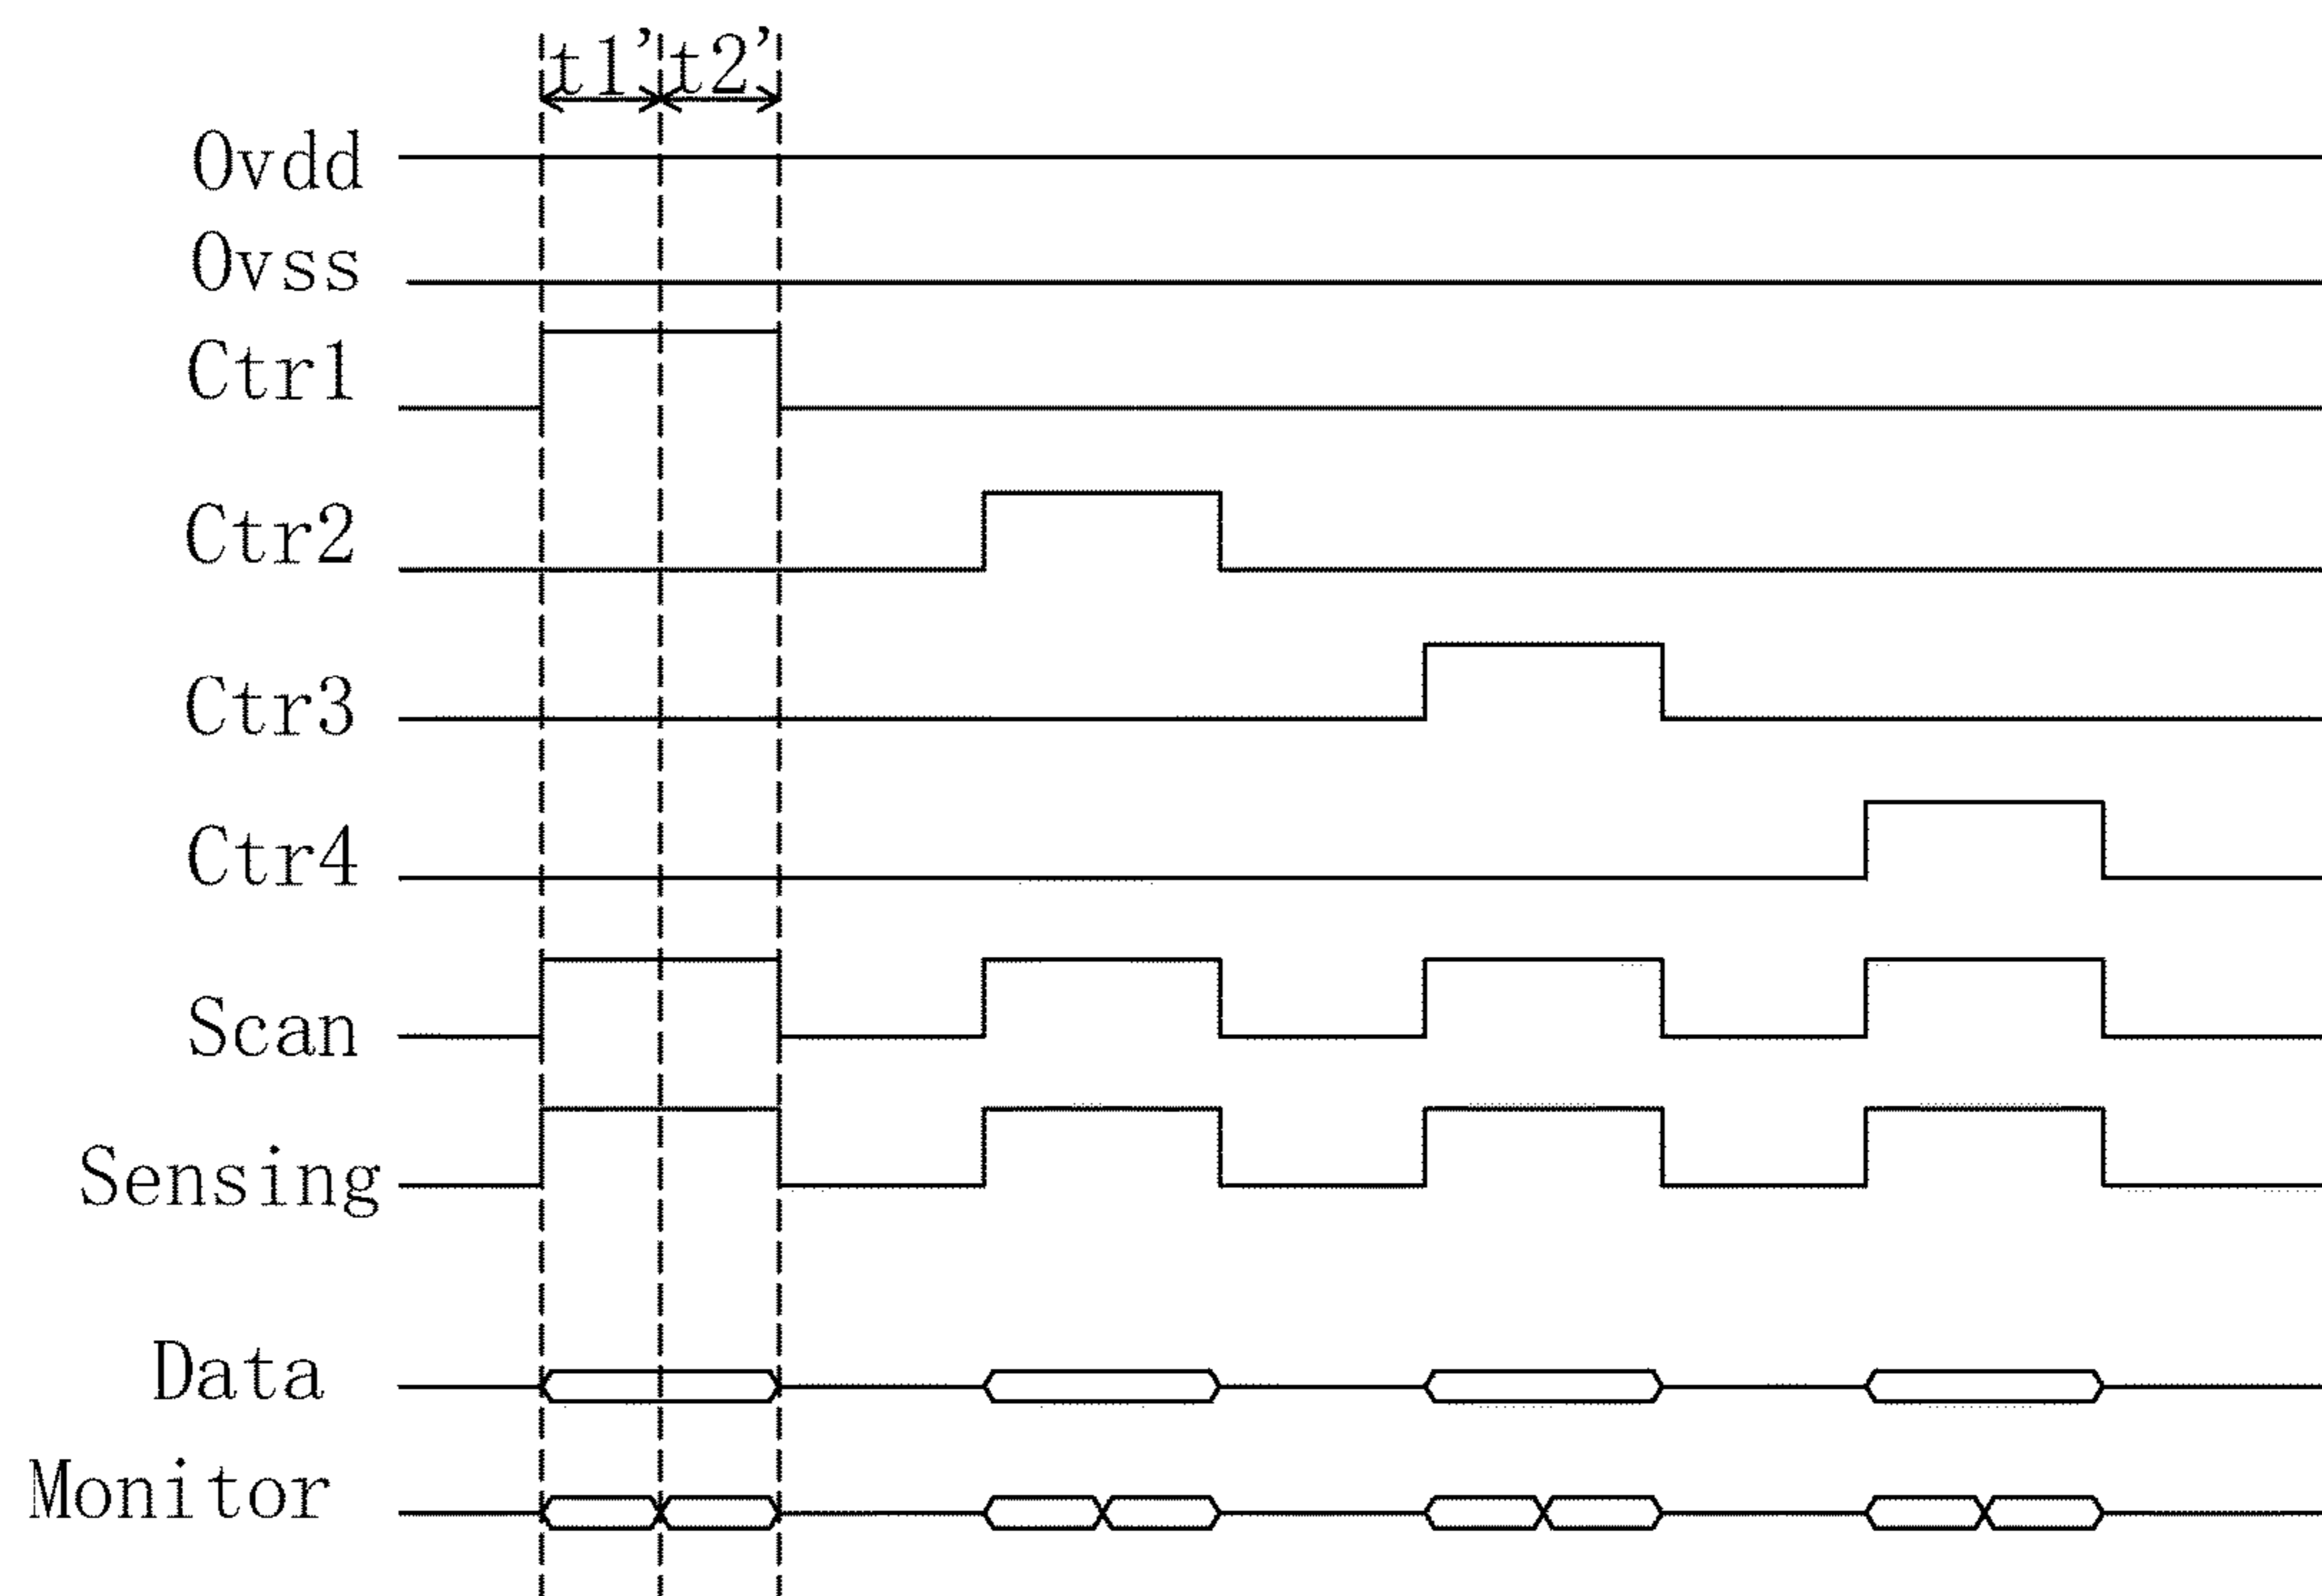 t1' t2'
Ovdd
Ovss
Ctr1
Ctr2
Ctr3
Ctr4
Scan
Sensing
Data
Monitor